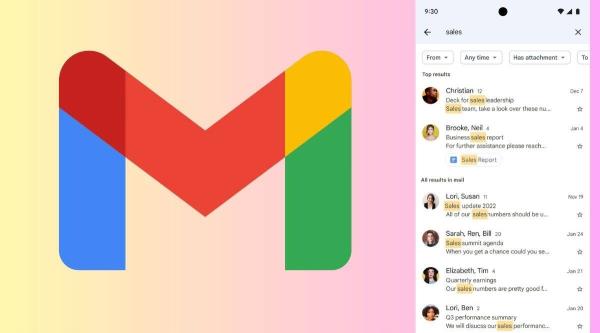 9:30
sales
From
Any time
Has attachment
To
Top results
Christian 12
Dec 7
Deck for sales leadership
Sales team, take a look over these nu...
Brooke, Neil 4
Jan 4
Business sales report
For further assistance please reach...
Sales Report
All results in mail
Lori, Susan 11
Nov 19
Sales update 2022
All of our sales numbers should be u...
Sarah, Ren, Bill 20
Jan 24
Sales summit agenda
When you get a chance could you se...
Elizabeth, Tim 4
Jan 21
Quarterly earnings
Our sales numbers are pretty good f...
Lori, Ben 2
Jan 20
Q3 performance summary
We will disucss our sales performanc...